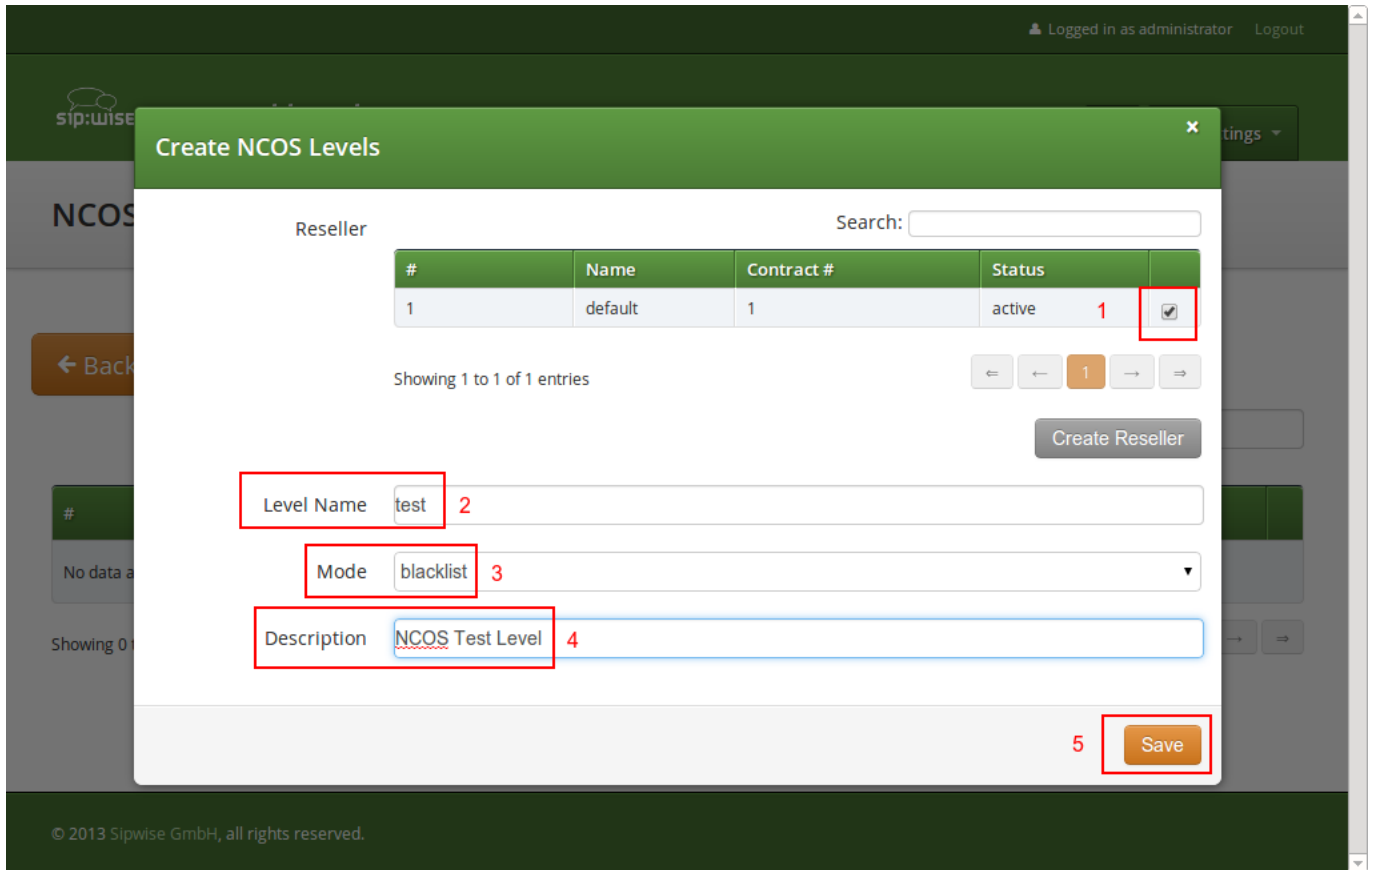 Logged in as administrator Logout
sip:wise
tings
Create NCOS Levels ×
NCOS
Reseller
Search:
# Name Contract # Status
1 default 1 active 1
← Back
Showing 1 to 1 of 1 entries
⇐ ← 1 → ⇒
Create Reseller
Level Name test 2
#
Mode blacklist 3
No data a
Description NCOS Test Level 4
Showing 0 t
→ ⇒
5 Save
© 2013 Sipwise GmbH, all rights reserved.